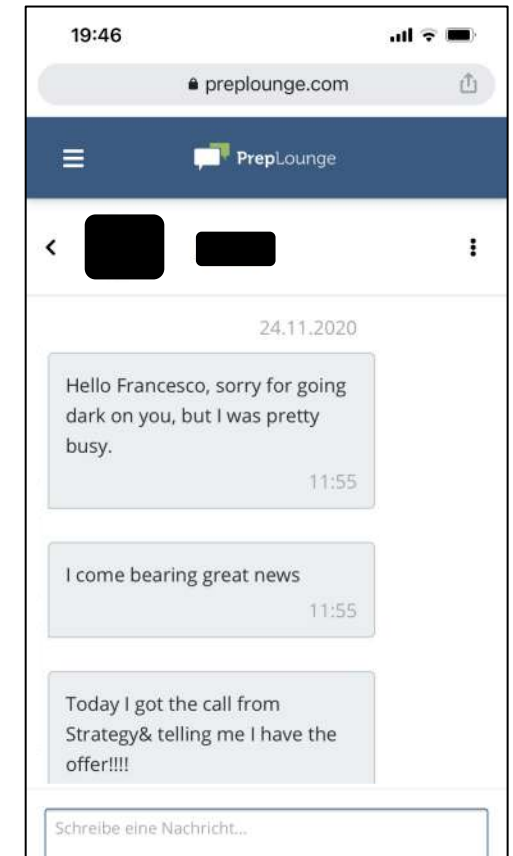 19:46
preplounge.com
PrepLounge
24.11.2020
Hello Francesco, sorry for going
dark on you, but I was pretty
busy.
11:55
I come bearing great news
11:55
Today I got the call from
Strategy& telling me I have the
offer!!!!
Schreibe eine Nachricht...